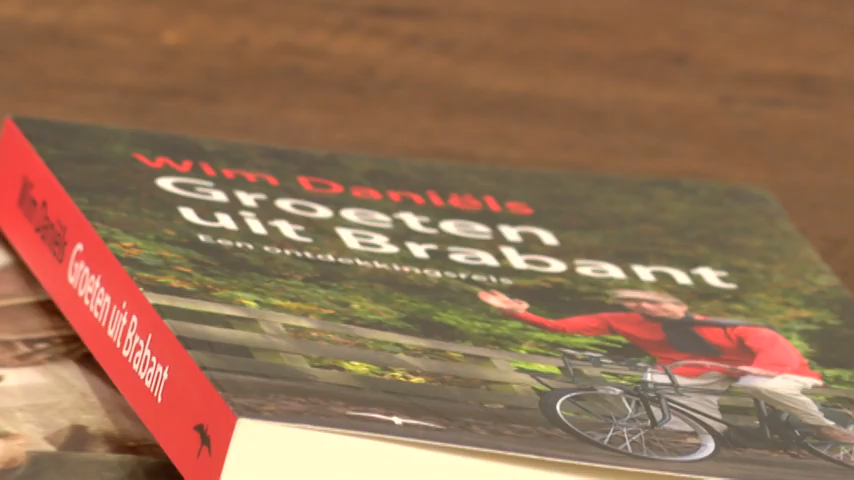 Wim Daniëls
Groeten
uit Brabant
Een ontdekkingsreis
Wim Daniëls
Groeten uit Brabant